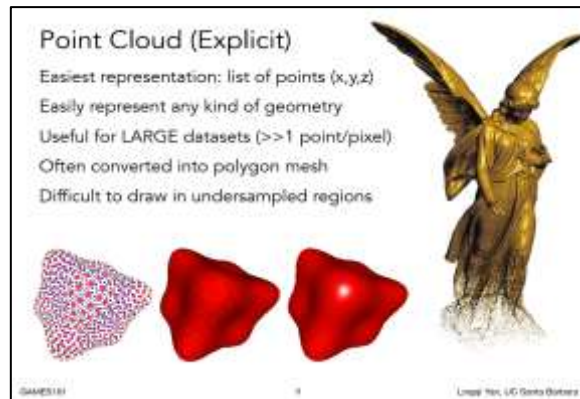 Point Cloud (Explicit)
Easiest representation: list of points (x,y,z)
Easily represent any kind of geometry
Useful for LARGE datasets (>>1 point/pixel)
Often converted into polygon mesh
Difficult to draw in undersampled regions
GAMES101
Lingqi Yan, UC Santa Barbara